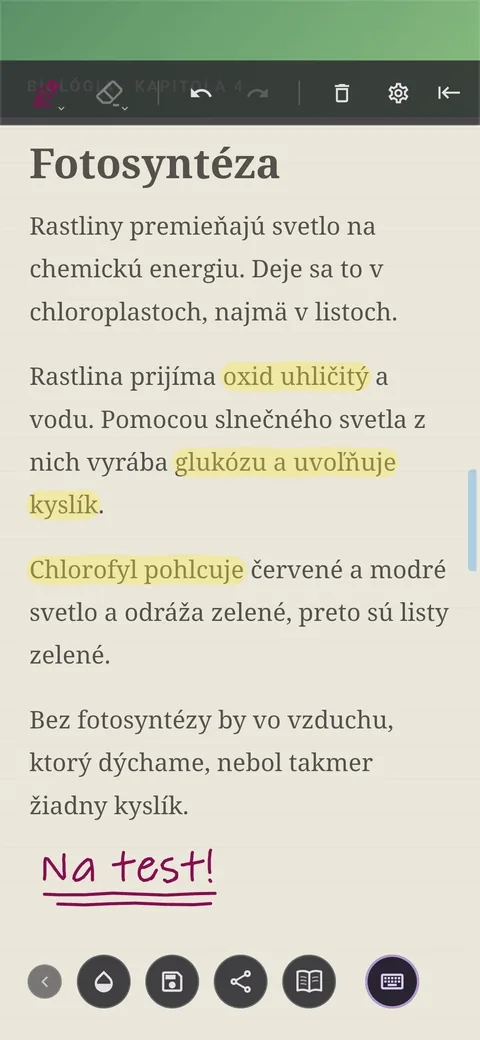 BIOLÓGIA KAPITOLA 4
Fotosyntéza
Rastliny premieňajú svetlo na
chemickú energiu. Deje sa to v
chloroplastoch, najmä v listoch.
Rastlina prijíma oxid uhličitý a
vodu. Pomocou slnečného svetla z
nich vyrába glukózu a uvoľňuje
kyslík.
Chlorofyl pohlcuje červené a modré
svetlo a odráža zelené, preto sú listy
zelené.
Bez fotosyntézy by vo vzduchu,
ktorý dýchame, nebol takmer
žiadny kyslík.
Na test!